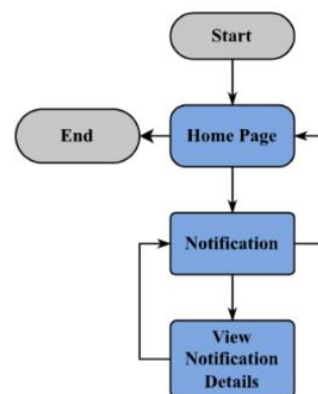 Start
End
Home Page
Notification
View
Notification
Details